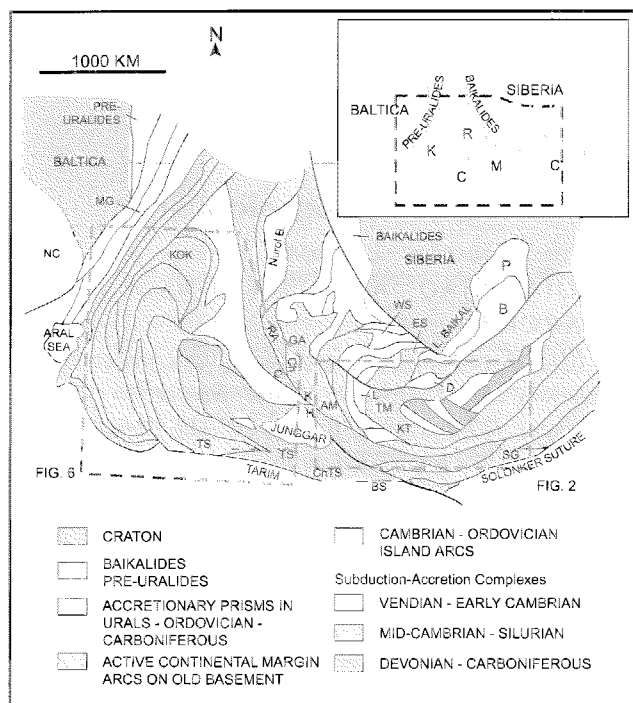 N
1000 KM
BALTICA
SIBERIA
PRE-URALIDES
BAIKALIDES
K
R
C
M
C
PRE-
URALIDES
BALTICA
MG
NC
KOK
Nurol B
BAIKALIDES
SIBERIA
P
WS
ES
L. BAIKAL
B
ARAL
SEA
RA
GA
C
K
H
AM
L
TM
D
KT
JUNGGAR
TS
TS
ChTS
BS
SG
TARIM
SOLONKER SUTURE
FIG. 6
FIG. 2
CRATON
BAIKALIDES
PRE-URALIDES
ACCRETIONARY PRISMS IN
URALS - ORDOVICIAN -
CARBONIFEROUS
ACTIVE CONTINENTAL MARGIN
ARCS ON OLD BASEMENT
CAMBRIAN - ORDOVICIAN
ISLAND ARCS
Subduction-Accretion Complexes
VENDIAN - EARLY CAMBRIAN
MID-CAMBRIAN - SILURIAN
DEVONIAN - CARBONIFEROUS